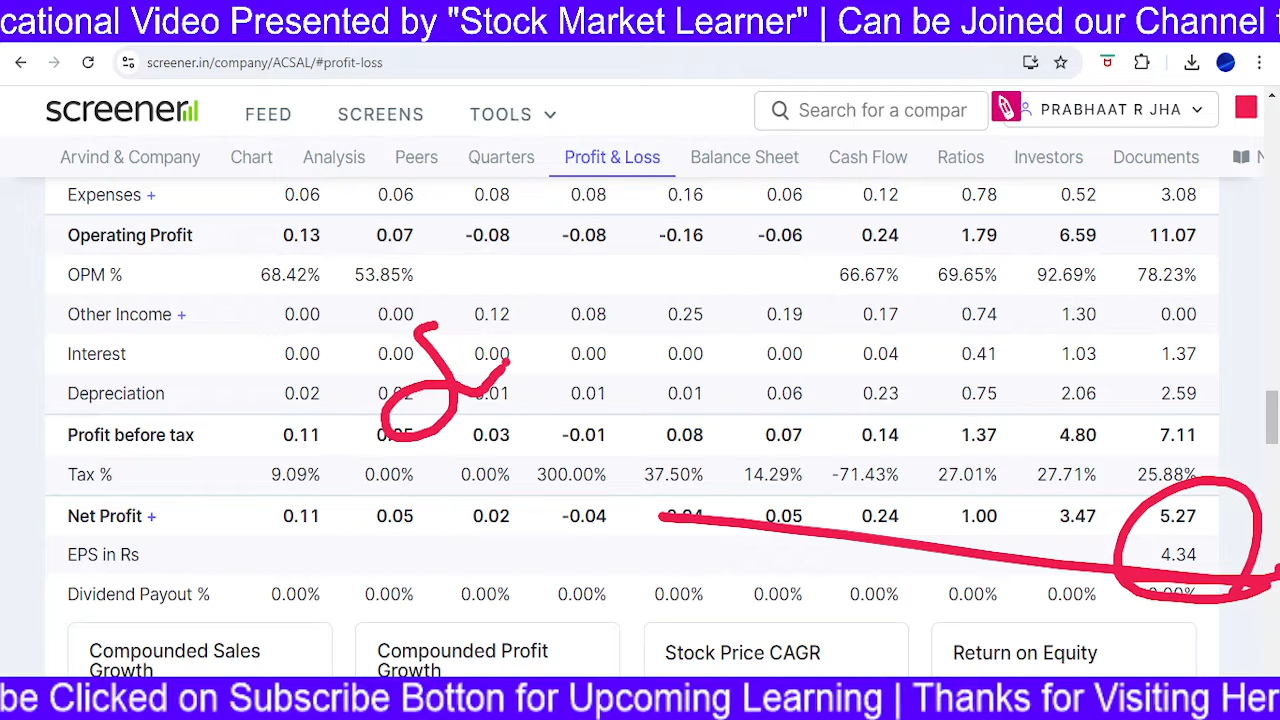 cational Video Presented by "Stock Market Learner" | Can be Joined our Channel
screener.in/company/ACSAL/#profit-loss
screener FEED SCREENS TOOLS Search for a compar PRABHAAT R JHA
Arvind & Company Chart Analysis Peers Quarters Profit & Loss Balance Sheet Cash Flow Ratios Investors Documents N
Expenses + 0.06 0.06 0.08 0.08 0.16 0.06 0.12 0.78 0.52 3.08
Operating Profit 0.13 0.07 -0.08 -0.08 -0.16 -0.06 0.24 1.79 6.59 11.07
OPM % 68.42% 53.85% 66.67% 69.65% 92.69% 78.23%
Other Income + 0.00 0.00 0.12 0.08 0.25 0.19 0.17 0.74 1.30 0.00
Interest 0.00 0.00 0.00 0.00 0.00 0.00 0.04 0.41 1.03 1.37
Depreciation 0.02 0.02 0.01 0.01 0.01 0.06 0.23 0.75 2.06 2.59
Profit before tax 0.11 0.05 0.03 -0.01 0.08 0.07 0.14 1.37 4.80 7.11
Tax % 9.09% 0.00% 0.00% 300.00% 37.50% 14.29% -71.43% 27.01% 27.71% 25.88%
Net Profit + 0.11 0.05 0.02 -0.04 0.04 0.05 0.24 1.00 3.47 5.27
EPS in Rs 4.34
Dividend Payout % 0.00% 0.00% 0.00% 0.00% 0.00% 0.00% 0.00% 0.00% 0.00% 0.00%
Compounded Sales Growth
Compounded Profit Growth
Stock Price CAGR
Return on Equity
be Clicked on Subscribe Botton for Upcoming Learning | Thanks for Visiting Her